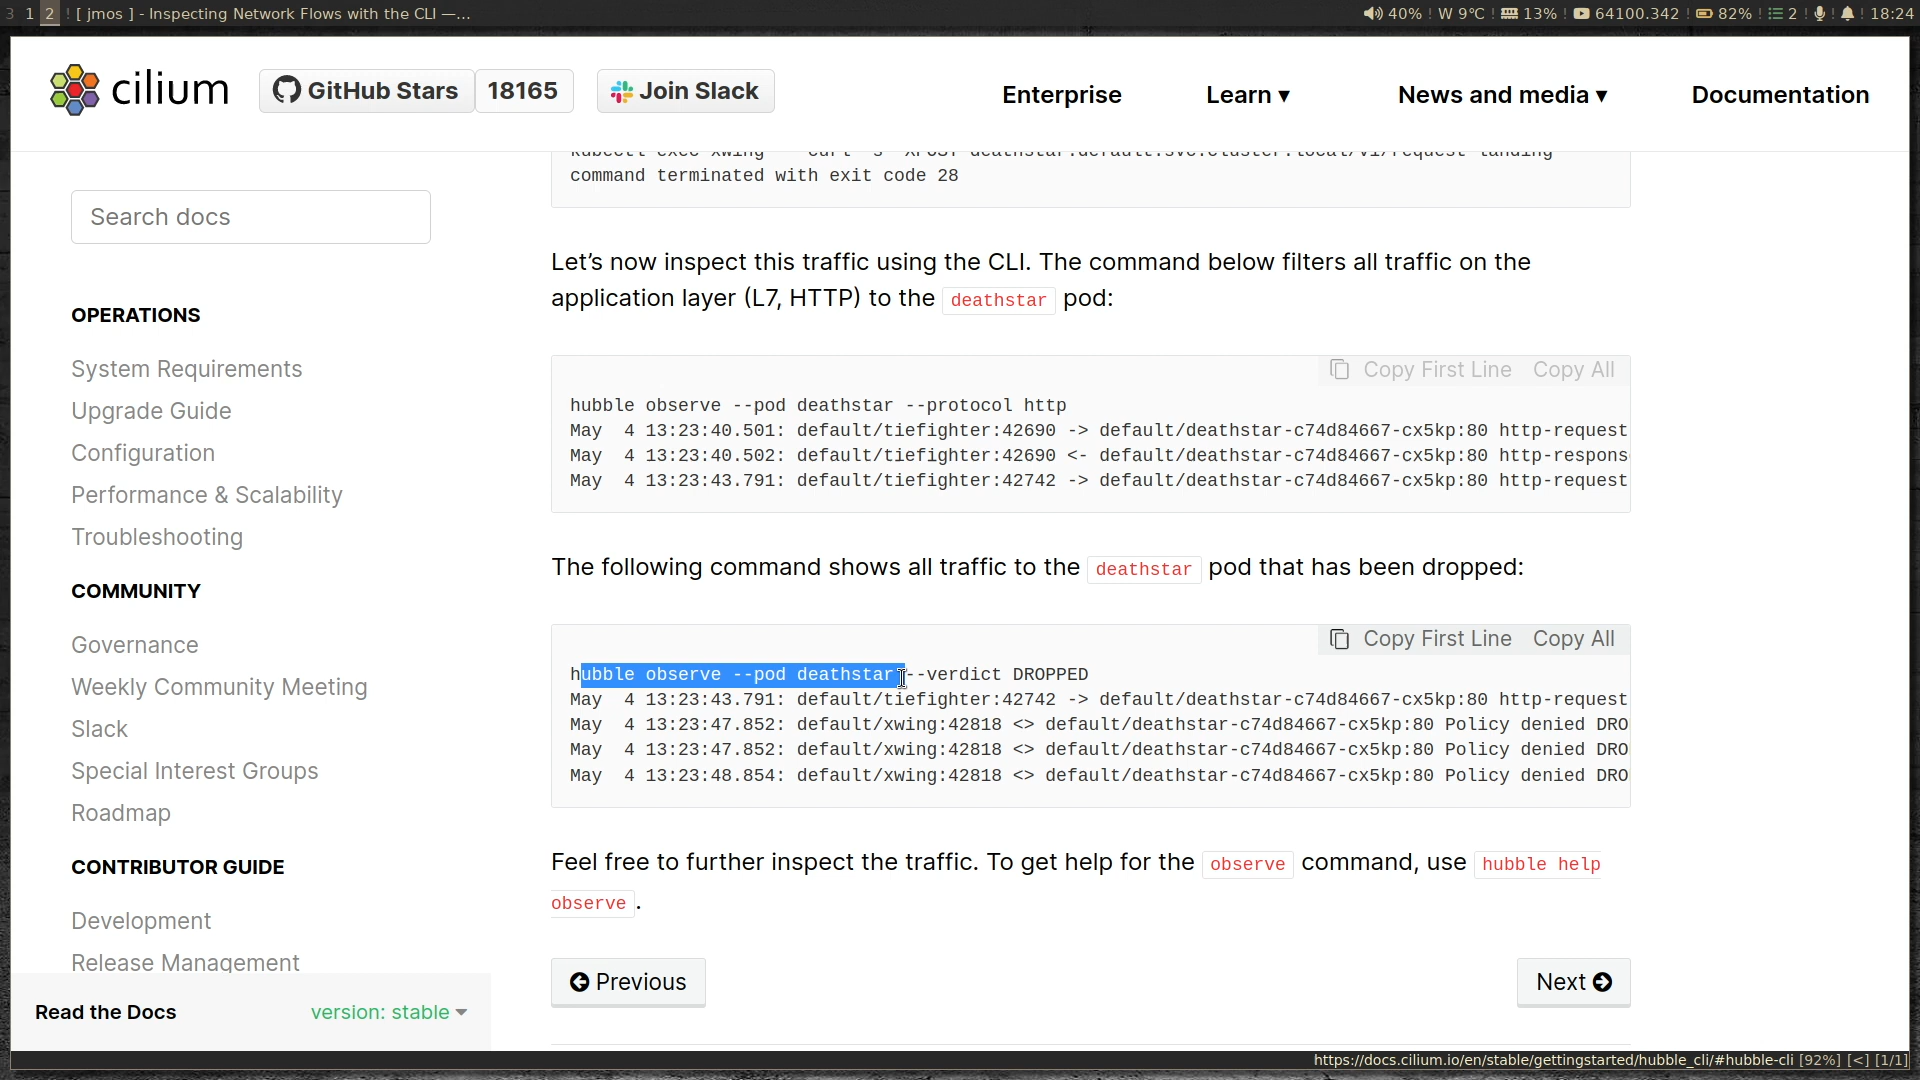 3 1 2 [ jmos ] - Inspecting Network Flows with the CLI —...
40% W 9°C 13% 64100.342 82% 2 18:24
cilium
GitHub Stars 18165
Join Slack
Enterprise
Learn ▾
News and media ▾
Documentation
Search docs
OPERATIONS
System Requirements
Upgrade Guide
Configuration
Performance & Scalability
Troubleshooting
COMMUNITY
Governance
Weekly Community Meeting
Slack
Special Interest Groups
Roadmap
CONTRIBUTOR GUIDE
Development
Release Management
Read the Docs
version: stable
kubectl exec xwing -- curl -s -XPOST deathstar.default.svc.cluster.local/v1/request-landing
command terminated with exit code 28
Let’s now inspect this traffic using the CLI. The command below filters all traffic on the
application layer (L7, HTTP) to the deathstar pod:
Copy First Line Copy All
hubble observe --pod deathstar --protocol http
May  4 13:23:40.501: default/tiefighter:42690 -> default/deathstar-c74d84667-cx5kp:80 http-request
May  4 13:23:40.502: default/tiefighter:42690 <- default/deathstar-c74d84667-cx5kp:80 http-respons
May  4 13:23:43.791: default/tiefighter:42742 -> default/deathstar-c74d84667-cx5kp:80 http-request
The following command shows all traffic to the deathstar pod that has been dropped:
Copy First Line Copy All
hubble observe --pod deathstar --verdict DROPPED
May  4 13:23:43.791: default/tiefighter:42742 -> default/deathstar-c74d84667-cx5kp:80 http-request
May  4 13:23:47.852: default/xwing:42818 <> default/deathstar-c74d84667-cx5kp:80 Policy denied DRO
May  4 13:23:47.852: default/xwing:42818 <> default/deathstar-c74d84667-cx5kp:80 Policy denied DRO
May  4 13:23:48.854: default/xwing:42818 <> default/deathstar-c74d84667-cx5kp:80 Policy denied DRO
Feel free to further inspect the traffic. To get help for the observe command, use hubble help
observe .
Previous
Next
https://docs.cilium.io/en/stable/gettingstarted/hubble_cli/#hubble-cli [92%] [<] [1/1]